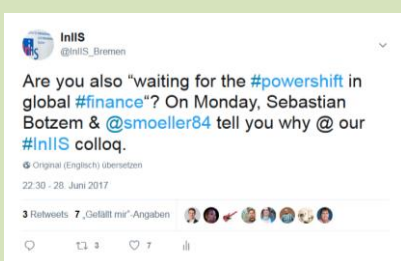 InIIS
@InIIS_Bremen
Are you also “waiting for the #powershift in
global #finance“? On Monday, Sebastian
Botzem & @smoeller84 tell you why @ our
#InIIS colloq.
Original (Englisch) übersetzen
22:30 - 28. Juni 2017
3 Retweets 7 „Gefällt mir“-Angaben
3 7